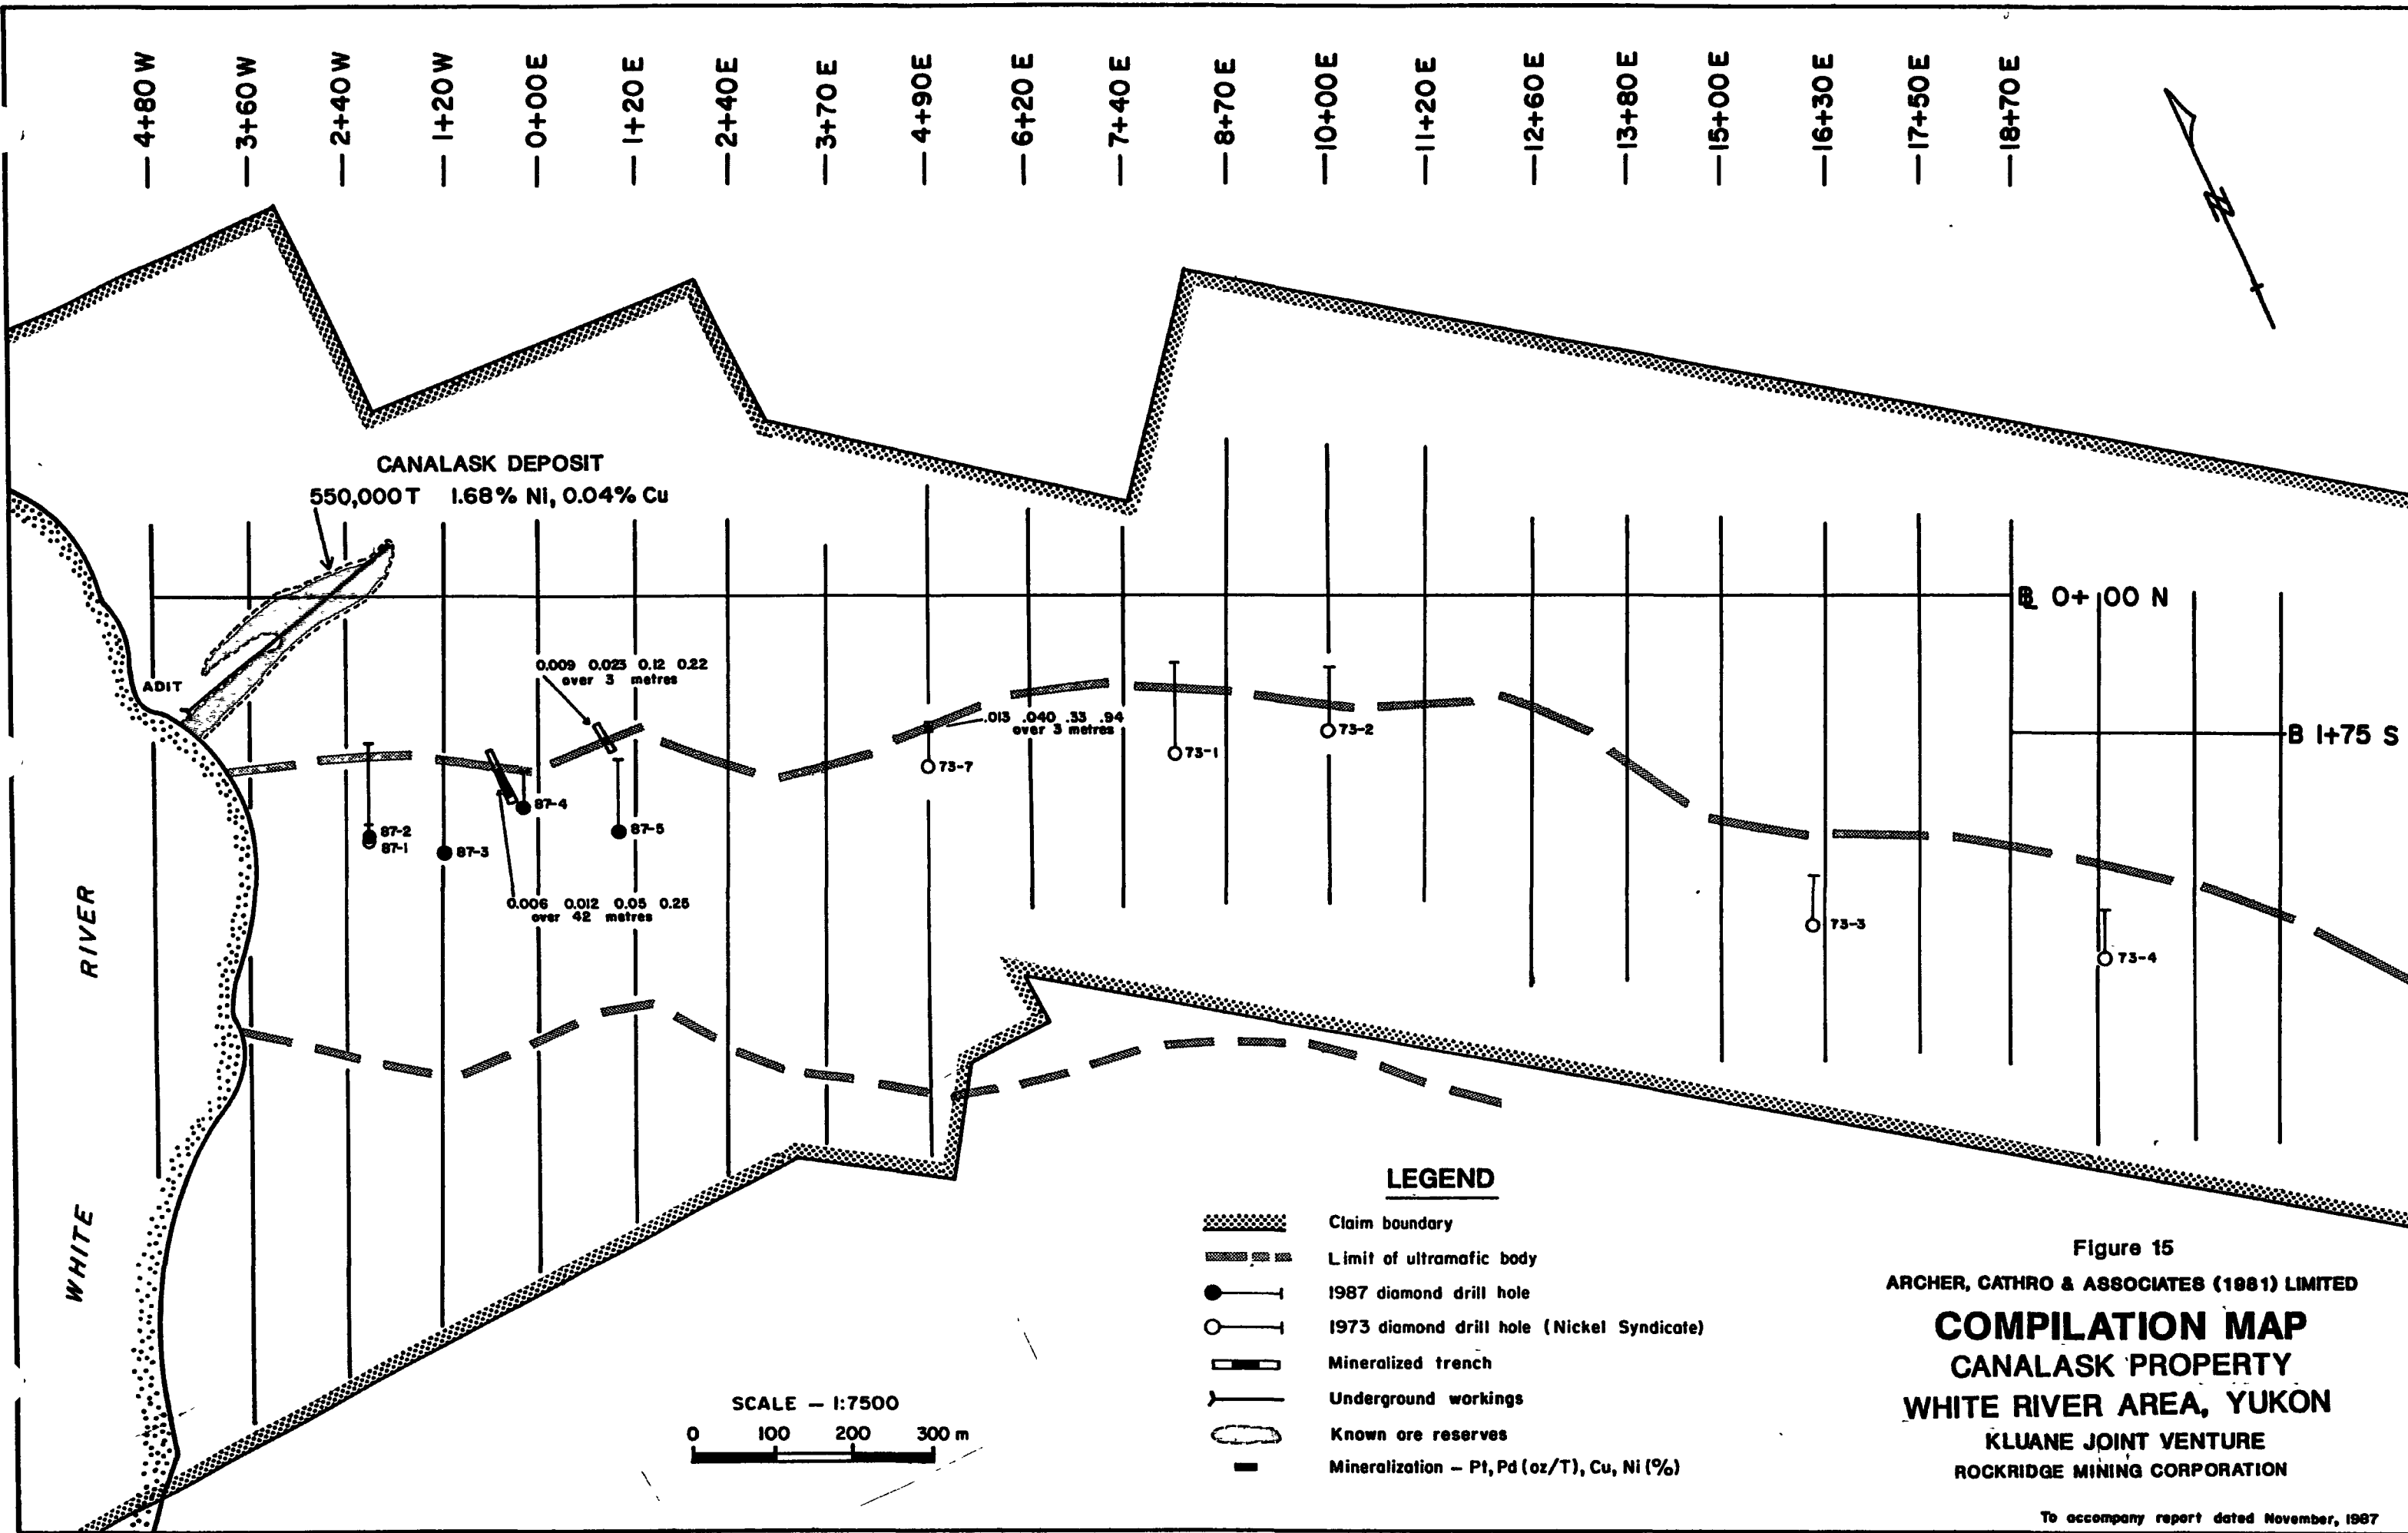 4+80 W
3+60 W
2+40 W
1+20 W
0+00 E
1+20 E
2+40 E
3+70 E
4+90 E
6+20 E
7+40 E
8+70 E
10+00 E
11+20 E
12+60 E
13+80 E
15+00 E
16+30 E
17+50 E
18+70 E
N
CANALASK DEPOSIT
550,000 T 1.68% Ni, 0.04% Cu
BL 0+00 N
B 1+75 S
ADIT
0.009 0.023 0.12 0.22
over 3 metres
.013 .040 .33 .94
over 3 metres
73-7
73-1
73-2
87-2
87-1
87-3
87-4
87-5
0.006 0.012 0.05 0.25
over 42 metres
73-3
73-4
WHITE RIVER
LEGEND
Claim boundary
Limit of ultramafic body
1987 diamond drill hole
1973 diamond drill hole (Nickel Syndicate)
Mineralized trench
Underground workings
Known ore reserves
Mineralization – Pt, Pd (oz/T), Cu, Ni (%)
SCALE – 1:7500
0 100 200 300 m
Figure 15
ARCHER, CATHRO & ASSOCIATES (1981) LIMITED
COMPILATION MAP
CANALASK PROPERTY
WHITE RIVER AREA, YUKON
KLUANE JOINT VENTURE
ROCKRIDGE MINING CORPORATION
To accompany report dated November, 1987